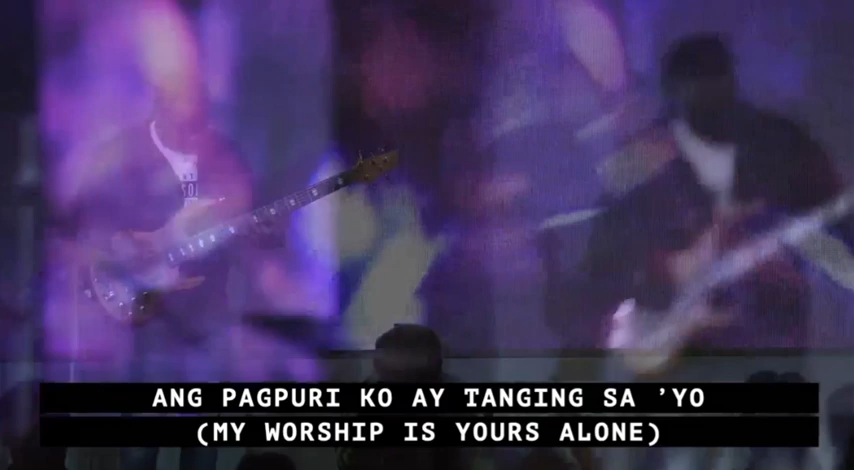 ANG PAGPURI KO AY TANGING SA ’YO
(MY WORSHIP IS YOURS ALONE)